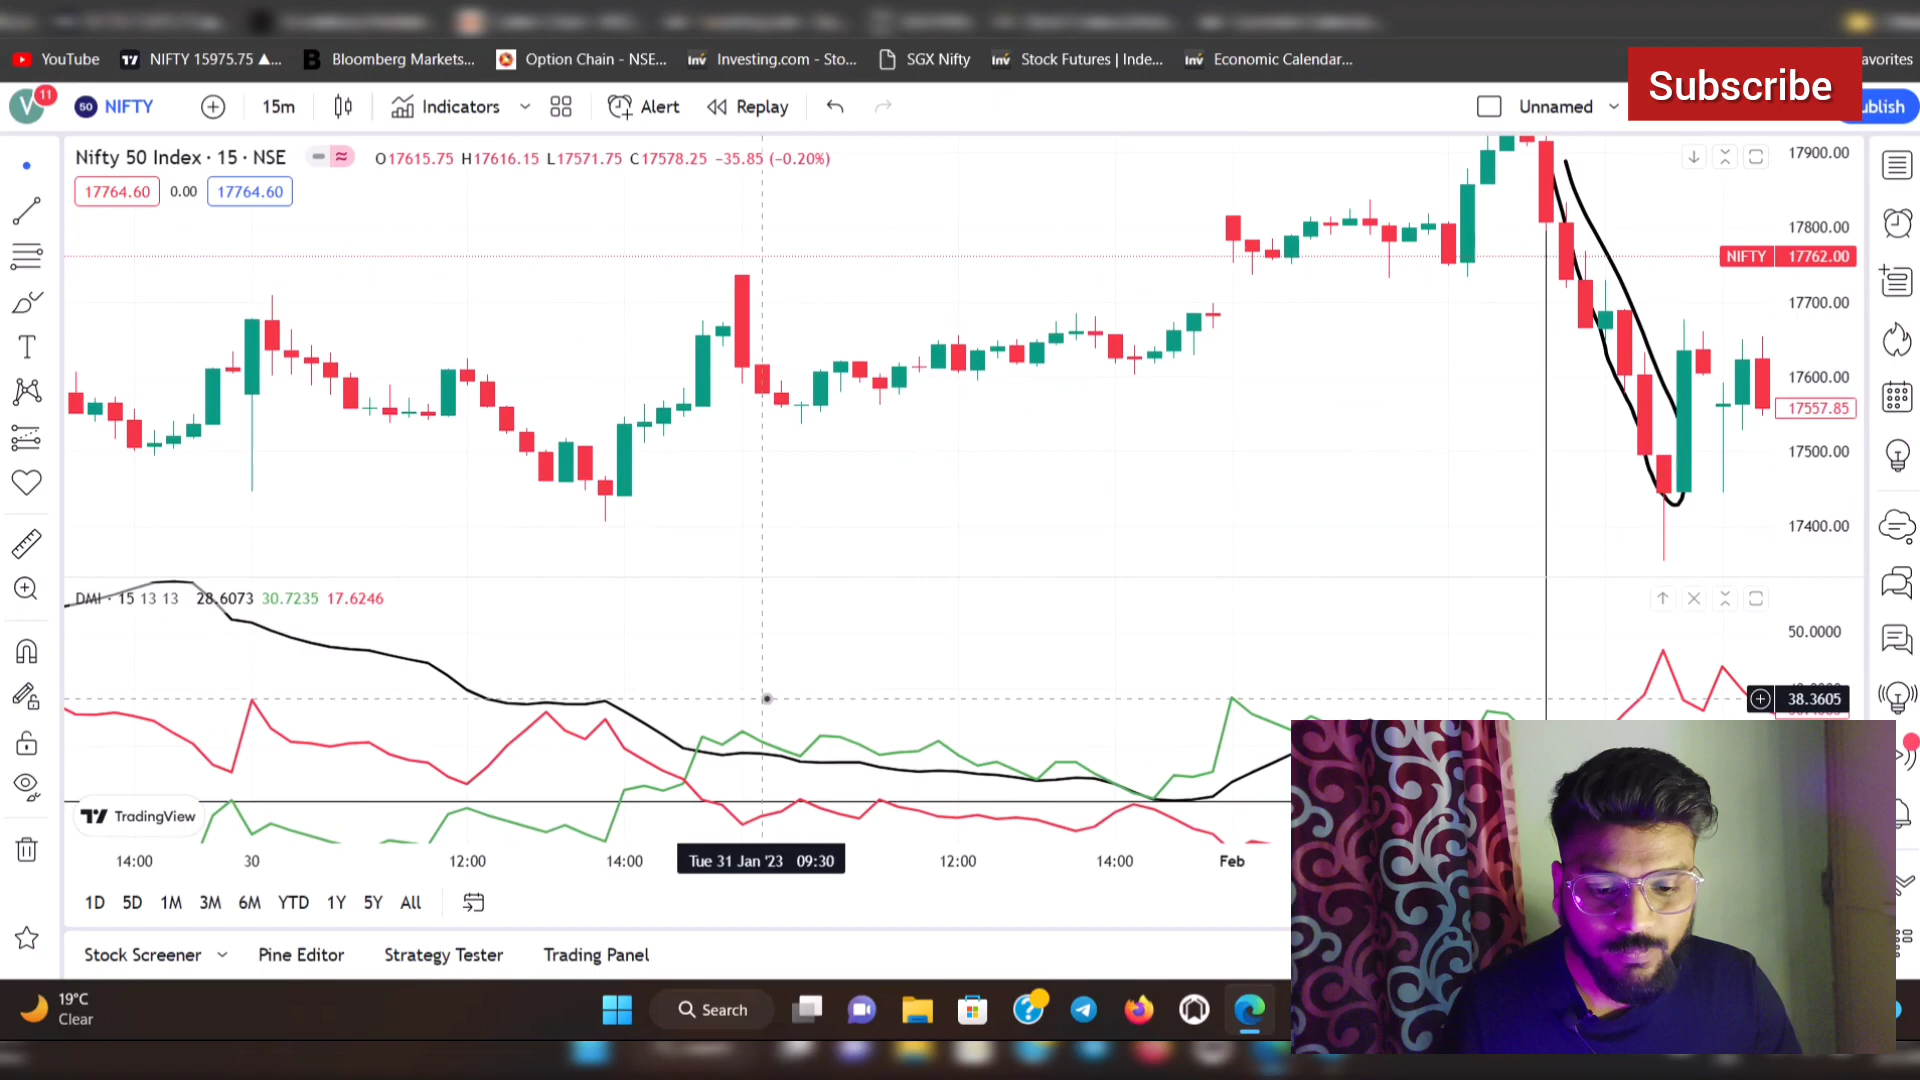 YouTube NIFTY 15975.75 ▲... Bloomberg Markets... Option Chain - NSE... Investing.com - Sto... SGX Nifty Stock Futures | Inde... Economic Calendar... avorites
Subscribe
V 11 50 NIFTY 15m Indicators Alert Replay Unnamed ublish
Nifty 50 Index · 15 · NSE O17615.75 H17616.15 L17571.75 C17578.25 −35.85 (−0.20%)
17764.60 0.00 17764.60
17900.00
17800.00
NIFTY 17762.00
17700.00
17600.00
17557.85
17500.00
17400.00
DMI · 15 13 13 28.6073 30.7235 17.6246
50.0000
38.3605
TradingView
14:00 30 12:00 14:00 Tue 31 Jan '23 09:30 12:00 14:00 Feb
1D 5D 1M 3M 6M YTD 1Y 5Y All
Stock Screener Pine Editor Strategy Tester Trading Panel
19°C
Clear
Search